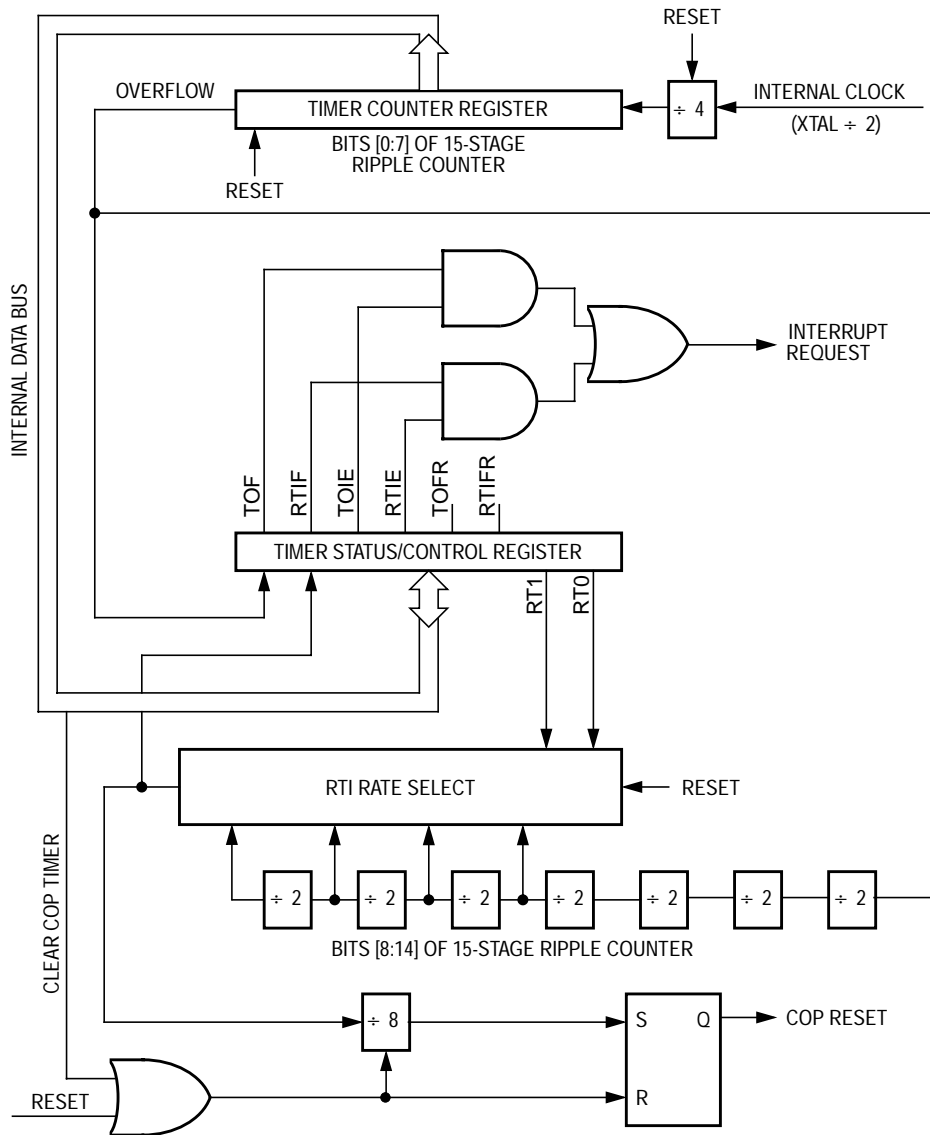 RESET
OVERFLOW
TIMER COUNTER REGISTER
÷ 4
INTERNAL CLOCK
(XTAL ÷ 2)
BITS [0:7] OF 15-STAGE
RIPPLE COUNTER
RESET
INTERNAL DATA BUS
INTERRUPT
REQUEST
TOF
RTIF
TOIE
RTIE
TOFR
RTIFR
TIMER STATUS/CONTROL REGISTER
RT1
RT0
RTI RATE SELECT
RESET
CLEAR COP TIMER
÷ 2
÷ 2
÷ 2
÷ 2
÷ 2
÷ 2
÷ 2
BITS [8:14] OF 15-STAGE RIPPLE COUNTER
÷ 8
S
Q
COP RESET
RESET
R